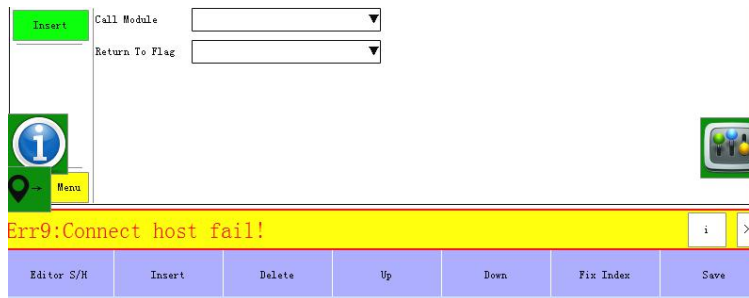 Insert
Call Module
Return To Flag
Menu
Err9:Connect host fail!
i
Editor S/H Insert Delete Up Down Fix Index Save